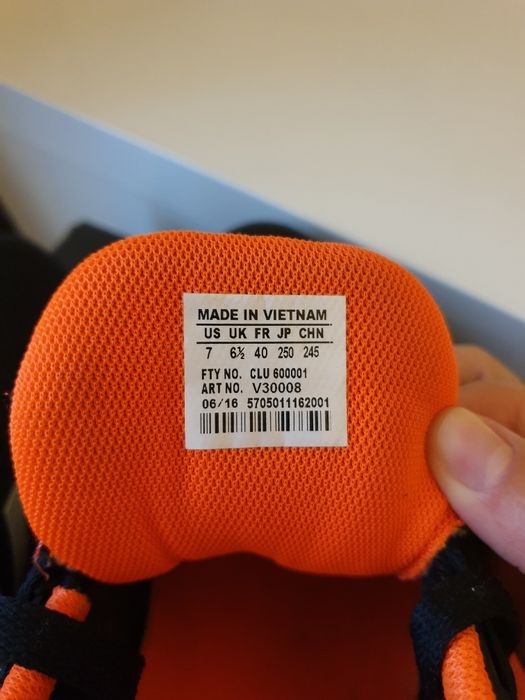 MADE IN VIETNAM
US UK FR JP CHN
7 6½ 40 250 245
FTY NO. CLU 600001
ART NO. V30008
06/16 5705011162001